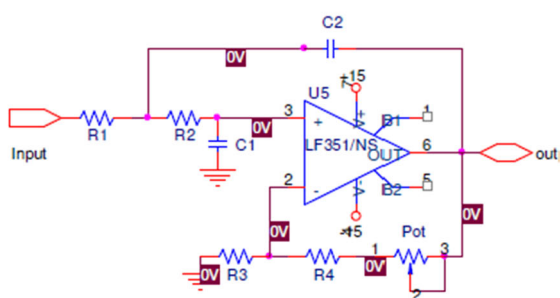 C2
0V
U5
+15
7
R1
R2
0V
3
+
V+
B1
1
Input
C1
LF351/NS
OUT
6
out
2
-
V-
B2
5
0V
Pot
0V
1
3
0V
R3
R4
0V
2